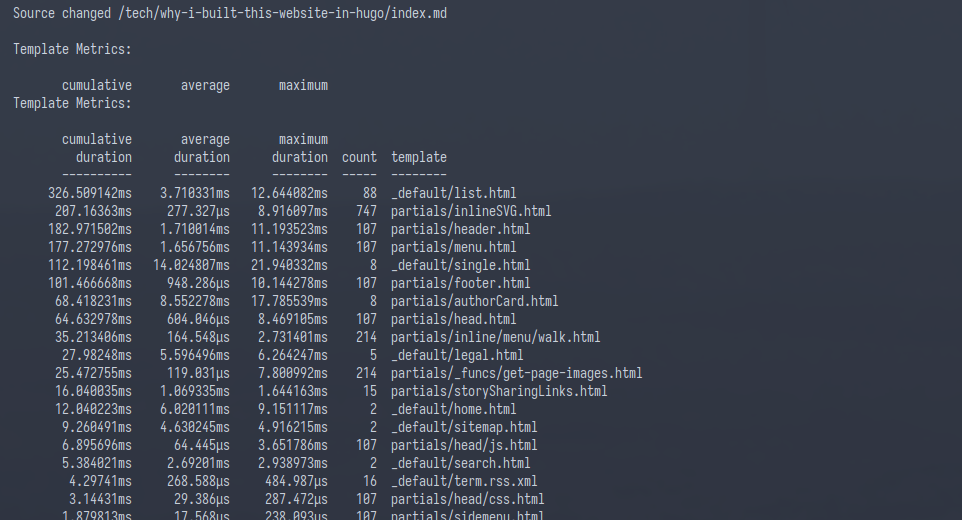 Source changed /tech/why-i-built-this-website-in-hugo/index.md
Template Metrics:
cumulative average maximum
Template Metrics:
cumulative average maximum
duration duration duration count template
---------- -------- -------- ----- --------
326.509142ms 3.710331ms 12.644082ms 88 _default/list.html
207.16363ms 277.327µs 8.916097ms 747 partials/inlineSVG.html
182.971502ms 1.710014ms 11.193523ms 107 partials/header.html
177.272976ms 1.656756ms 11.143934ms 107 partials/menu.html
112.198461ms 14.024807ms 21.940332ms 8 _default/single.html
101.466668ms 948.286µs 10.144278ms 107 partials/footer.html
68.418231ms 8.552278ms 17.785539ms 8 partials/authorCard.html
64.632978ms 604.046µs 8.469105ms 107 partials/head.html
35.213406ms 164.548µs 2.731401ms 214 partials/inline/menu/walk.html
27.98248ms 5.596496ms 6.264247ms 5 _default/legal.html
25.472755ms 119.031µs 7.800992ms 214 partials/_funcs/get-page-images.html
16.040035ms 1.069335ms 1.644163ms 15 partials/storySharingLinks.html
12.040223ms 6.020111ms 9.151117ms 2 _default/home.html
9.260491ms 4.630245ms 4.916215ms 2 _default/sitemap.html
6.895696ms 64.445µs 3.651786ms 107 partials/head/js.html
5.384021ms 2.69201ms 2.938973ms 2 _default/search.html
4.29741ms 268.588µs 484.987µs 16 _default/term.rss.xml
3.14431ms 29.386µs 287.472µs 107 partials/head/css.html
1.879813ms 17.568µs 238.093µs 107 partials/sidemenu.html